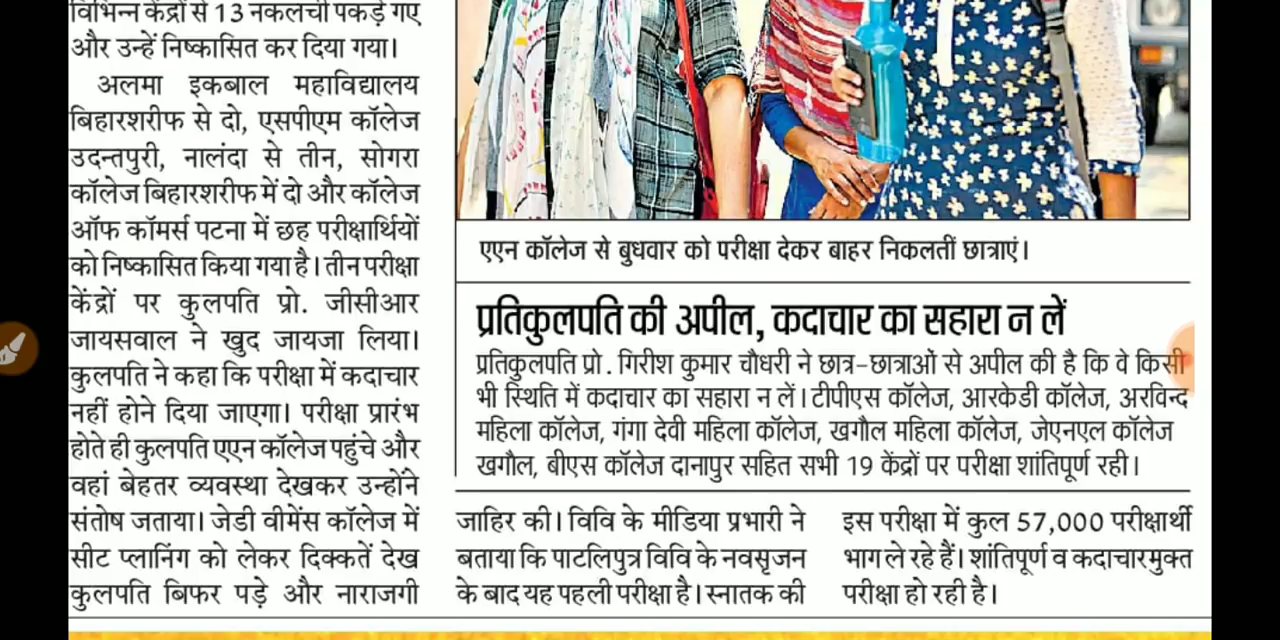 विभिन्न केंद्रों से 13 नकलची पकड़े गए
और उन्हें निष्कासित कर दिया गया।
अलमा इकबाल महाविद्यालय
बिहारशरीफ से दो, एसपीएम कॉलेज
उदन्तपुरी, नालंदा से तीन, सोगरा
कॉलेज बिहारशरीफ में दो और कॉलेज
ऑफ कॉमर्स पटना में छह परीक्षार्थियों
को निष्कासित किया गया है। तीन परीक्षा
केंद्रों पर कुलपति प्रो. जीसीआर
जायसवाल ने खुद जायजा लिया।
कुलपति ने कहा कि परीक्षा में कदाचार
नहीं होने दिया जाएगा। परीक्षा प्रारंभ
होते ही कुलपति एएन कॉलेज पहुंचे और
वहां बेहतर व्यवस्था देखकर उन्होंने
संतोष जताया। जेडी वीमेंस कॉलेज में
सीट प्लानिंग को लेकर दिक्कतें देख
कुलपति बिफर पड़े और नाराजगी
एएन कॉलेज से बुधवार को परीक्षा देकर बाहर निकलतीं छात्राएं।
प्रतिकुलपति की अपील, कदाचार का सहारा न लें
प्रतिकुलपति प्रो. गिरीश कुमार चौधरी ने छात्र-छात्राओं से अपील की है कि वे किसी
भी स्थिति में कदाचार का सहारा न लें। टीपीएस कॉलेज, आरकेडी कॉलेज, अरविन्द
महिला कॉलेज, गंगा देवी महिला कॉलेज, खगौल महिला कॉलेज, जेएनएल कॉलेज
खगौल, बीएस कॉलेज दानापुर सहित सभी 19 केंद्रों पर परीक्षा शांतिपूर्ण रही।
जाहिर की। विवि के मीडिया प्रभारी ने
बताया कि पाटलिपुत्र विवि के नवसृजन
के बाद यह पहली परीक्षा है। स्नातक की
इस परीक्षा में कुल 57,000 परीक्षार्थी
भाग ले रहे हैं। शांतिपूर्ण व कदाचारमुक्त
परीक्षा हो रही है।